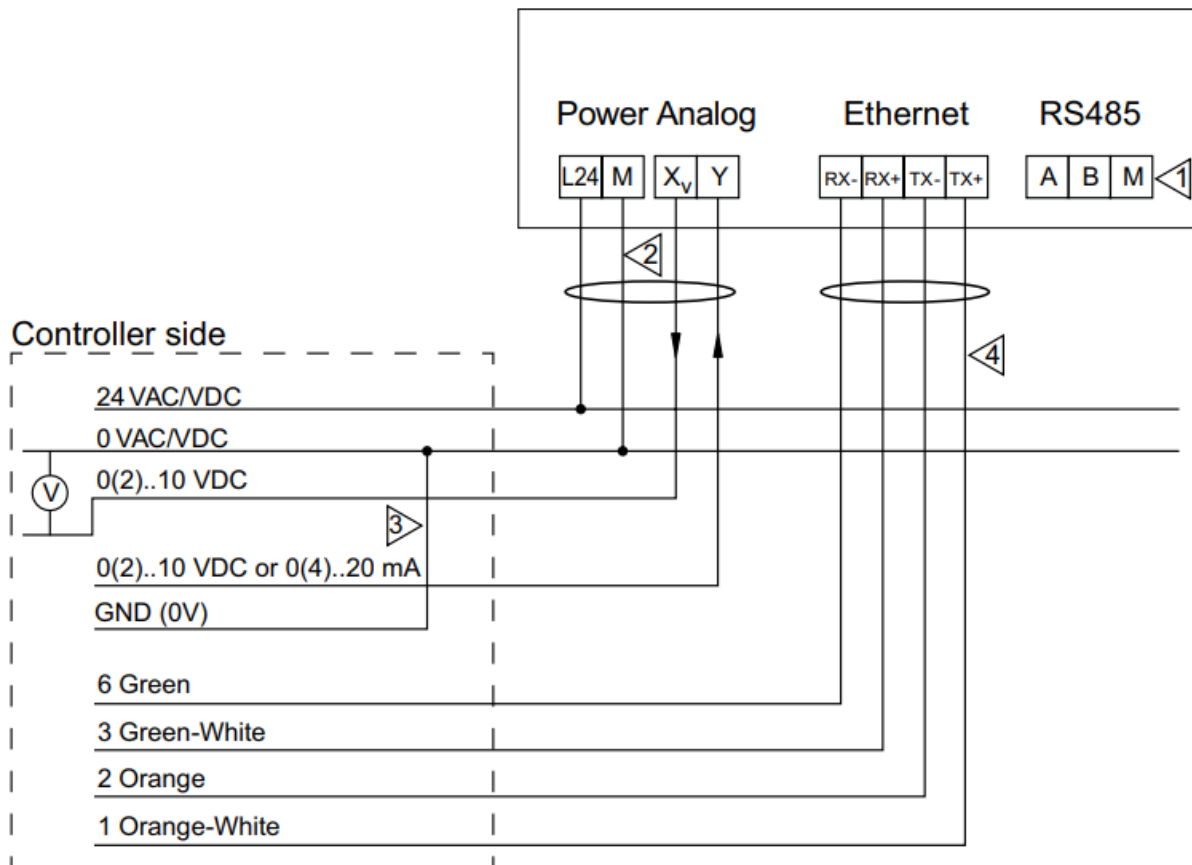 Power Analog Ethernet RS485
L24 M Xv Y RX- RX+ TX- TX+ A B M 1
2
Controller side
4
24 VAC/VDC
0 VAC/VDC
0(2)..10 VDC
V
3
0(2)..10 VDC or 0(4)..20 mA
GND (0V)
6 Green
3 Green-White
2 Orange
1 Orange-White